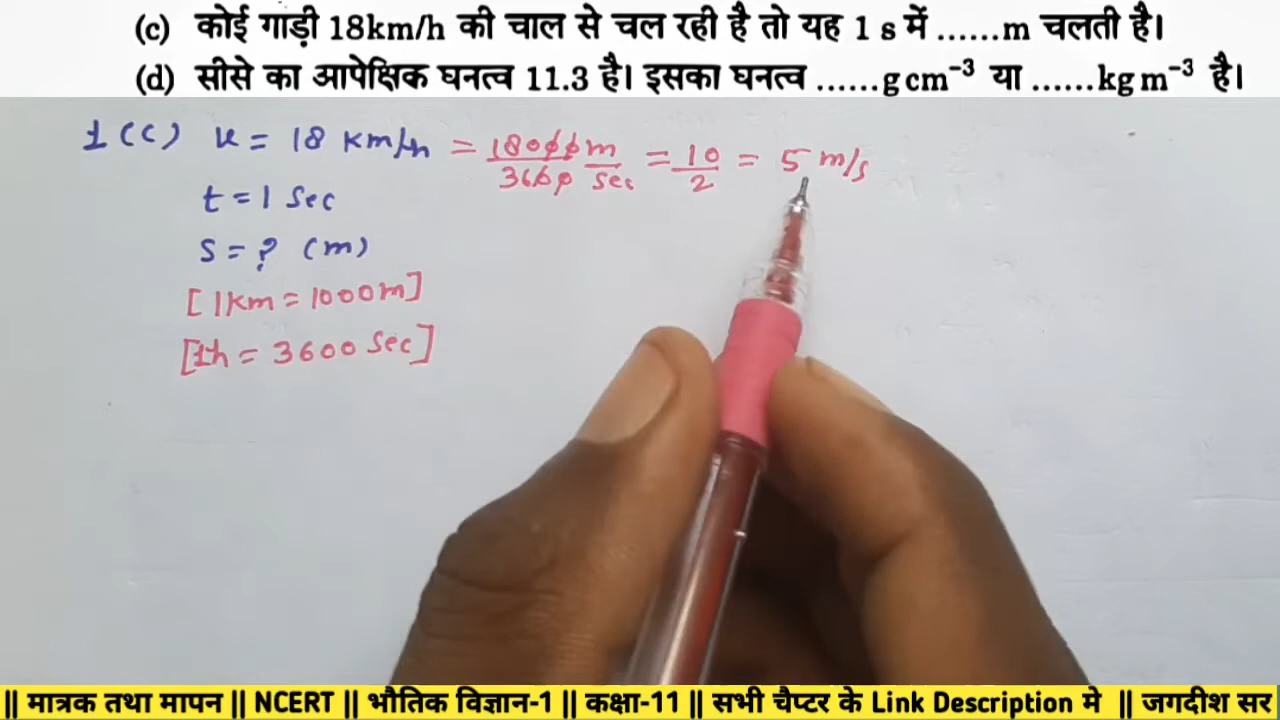 (c) कोई गाड़ी 18km/h की चाल से चल रही है तो यह 1 s में ......m चलती है।
(d) सीसे का आपेक्षिक घनत्व 11.3 है। इसका घनत्व ......g cm⁻³ या ......kg m⁻³ है।
1 (c) u = 18 km/h = 18000m/3600 sec = 10/2 = 5 m/s
t = 1 sec
s = ? (m)
[1km = 1000m]
[1h = 3600 sec]
|| मात्रक तथा मापन || NCERT || भौतिक विज्ञान-1 || कक्षा-11 || सभी चैप्टर के Link Description मे || जगदीश सर